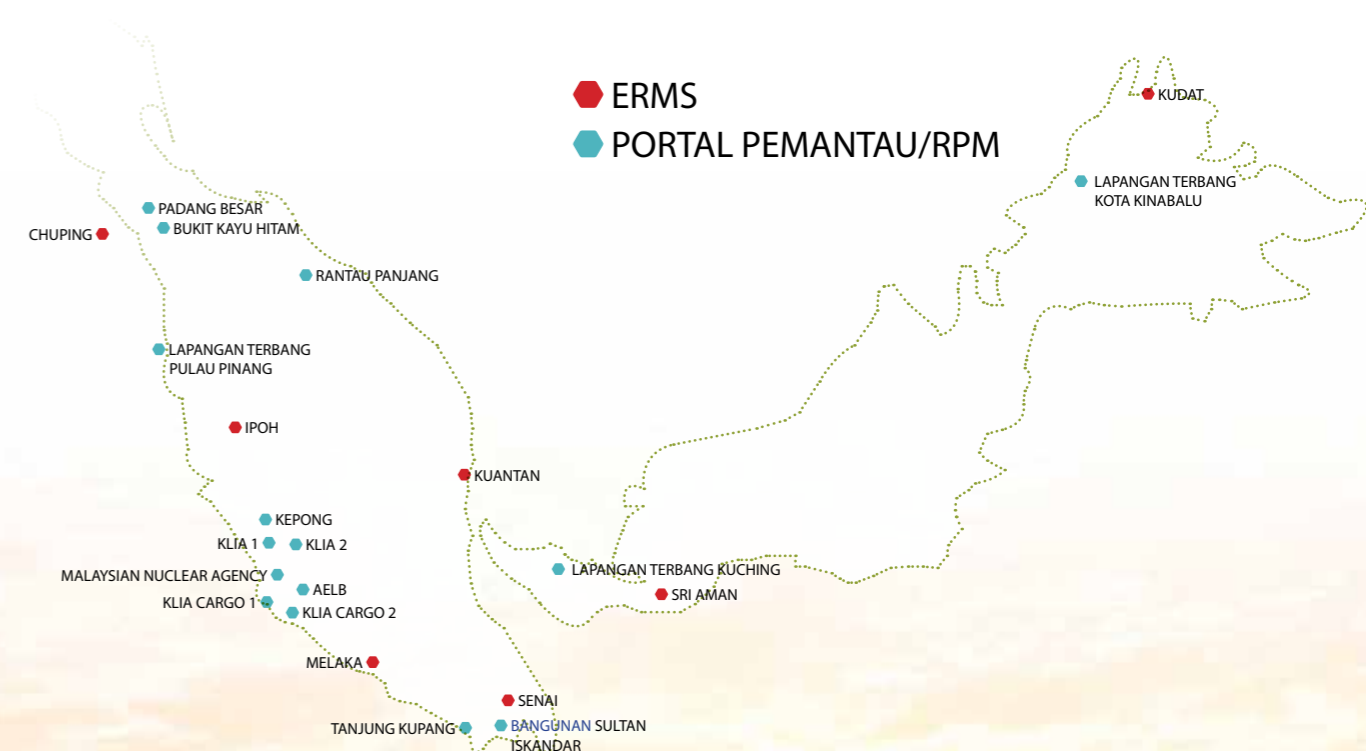 ERMS
PORTAL PEMANTAU/RPM
KUDAT
LAPANGAN TERBANG
KOTA KINABALU
PADANG BESAR
BUKIT KAYU HITAM
CHUPING
RANTAU PANJANG
LAPANGAN TERBANG
PULAU PINANG
IPOH
KUANTAN
KEPONG
KLIA 1
KLIA 2
MALAYSIAN NUCLEAR AGENCY
LAPANGAN TERBANG KUCHING
AELB
SRI AMAN
KLIA CARGO 1
KLIA CARGO 2
MELAKA
SENAI
TANJUNG KUPANG
BANGUNAN SULTAN
ISKANDAR